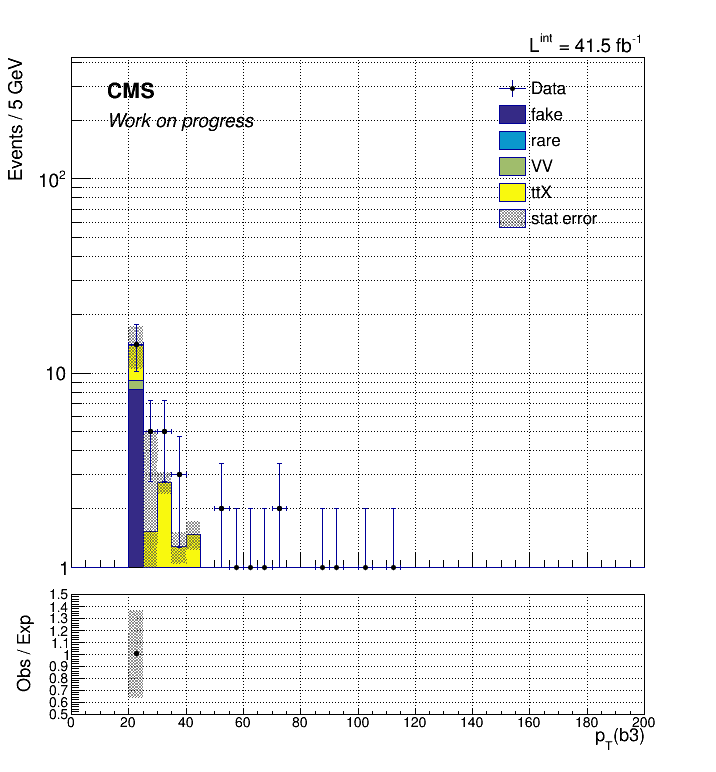 L^int = 41.5 fb^-1
Events / 5 GeV
CMS
Work on progress
Data
fake
rare
VV
ttX
stat error
10^2
10
1
Obs / Exp
1.5
1.4
1.3
1.2
1.1
1
0.9
0.8
0.7
0.6
0.5
0 20 40 60 80 100 120 140 160 180 200
p_T(b3)